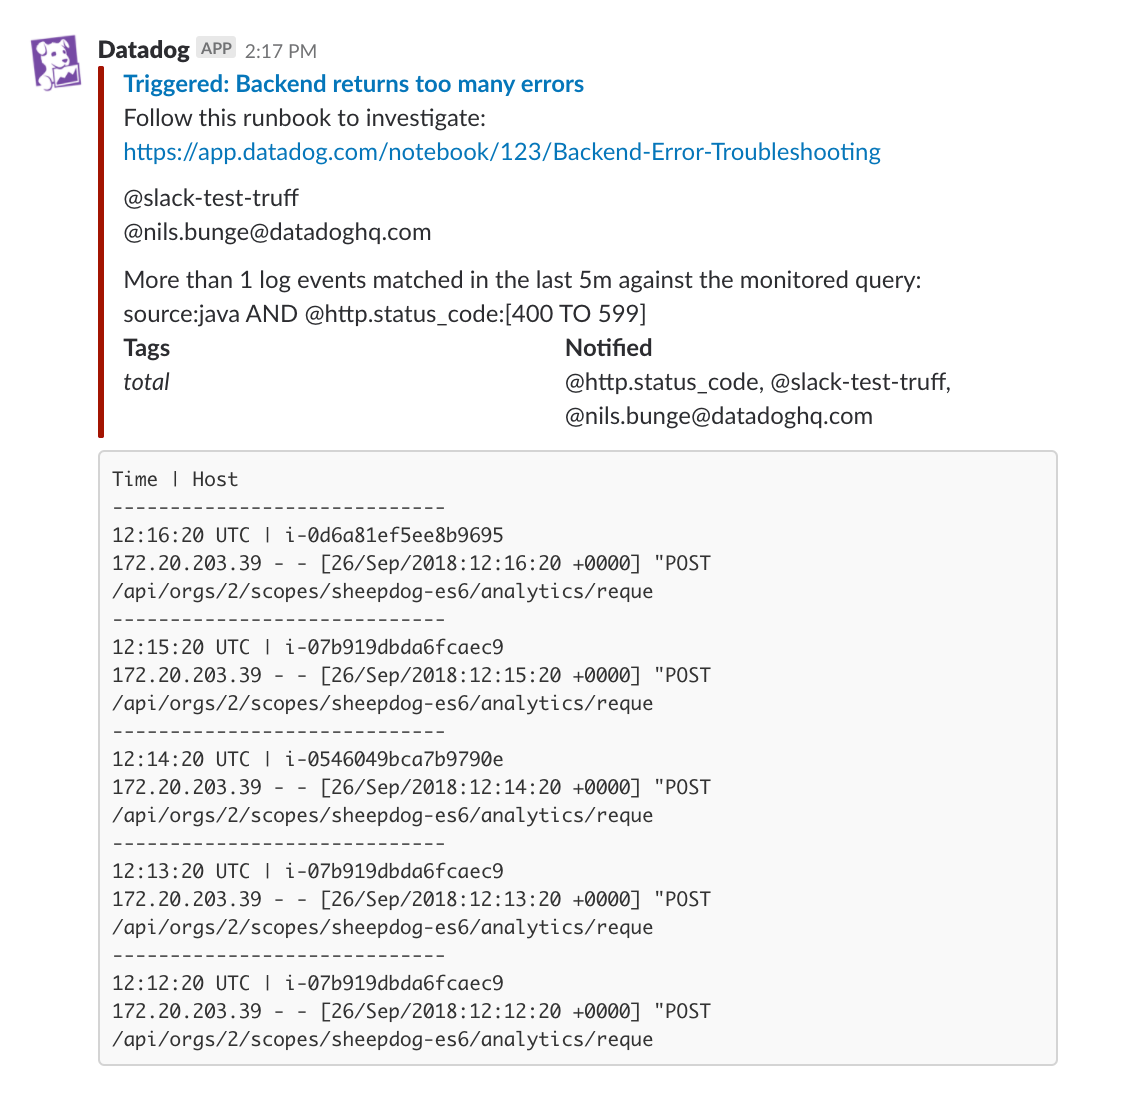 Datadog APP 2:17 PM
Triggered: Backend returns too many errors
Follow this runbook to investigate:
https://app.datadog.com/notebook/123/Backend-Error-Troubleshooting
@slack-test-truff
@nils.bunge@datadoghq.com
More than 1 log events matched in the last 5m against the monitored query:
source:java AND @http.status_code:[400 TO 599]
Tags Notified
total @http.status_code, @slack-test-truff,
@nils.bunge@datadoghq.com
Time | Host
-----------------------------
12:16:20 UTC | i-0d6a81ef5ee8b9695
172.20.203.39 - - [26/Sep/2018:12:16:20 +0000] "POST
/api/orgs/2/scopes/sheepdog-es6/analytics/reque
-----------------------------
12:15:20 UTC | i-07b919dbda6fcaec9
172.20.203.39 - - [26/Sep/2018:12:15:20 +0000] "POST
/api/orgs/2/scopes/sheepdog-es6/analytics/reque
-----------------------------
12:14:20 UTC | i-0546049bca7b9790e
172.20.203.39 - - [26/Sep/2018:12:14:20 +0000] "POST
/api/orgs/2/scopes/sheepdog-es6/analytics/reque
-----------------------------
12:13:20 UTC | i-07b919dbda6fcaec9
172.20.203.39 - - [26/Sep/2018:12:13:20 +0000] "POST
/api/orgs/2/scopes/sheepdog-es6/analytics/reque
-----------------------------
12:12:20 UTC | i-07b919dbda6fcaec9
172.20.203.39 - - [26/Sep/2018:12:12:20 +0000] "POST
/api/orgs/2/scopes/sheepdog-es6/analytics/reque